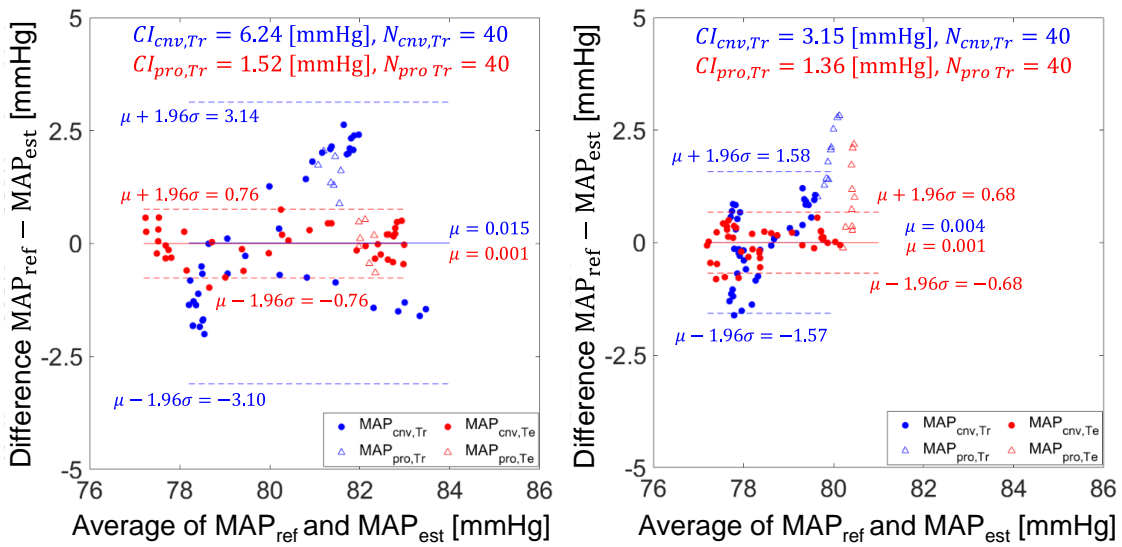 CI_cnv,Tr = 6.24 [mmHg], N_cnv,Tr = 40
CI_pro,Tr = 1.52 [mmHg], N_pro Tr = 40
μ + 1.96σ = 3.14
μ + 1.96σ = 0.76
μ = 0.015
μ = 0.001
μ − 1.96σ = −0.76
μ − 1.96σ = −3.10
MAP_cnv,Tr
MAP_cnv,Te
MAP_pro,Tr
MAP_pro,Te
5
2.5
0
-2.5
-5
76
78
80
82
84
86
Difference MAP_ref − MAP_est [mmHg]
Average of MAP_ref and MAP_est [mmHg]
CI_cnv,Tr = 3.15 [mmHg], N_cnv,Tr = 40
CI_pro,Tr = 1.36 [mmHg], N_pro Tr = 40
μ + 1.96σ = 1.58
μ + 1.96σ = 0.68
μ = 0.004
μ = 0.001
μ − 1.96σ = −0.68
μ − 1.96σ = −1.57
MAP_cnv,Tr
MAP_cnv,Te
MAP_pro,Tr
MAP_pro,Te
5
2.5
0
-2.5
-5
76
78
80
82
84
86
Difference MAP_ref − MAP_est [mmHg]
Average of MAP_ref and MAP_est [mmHg]